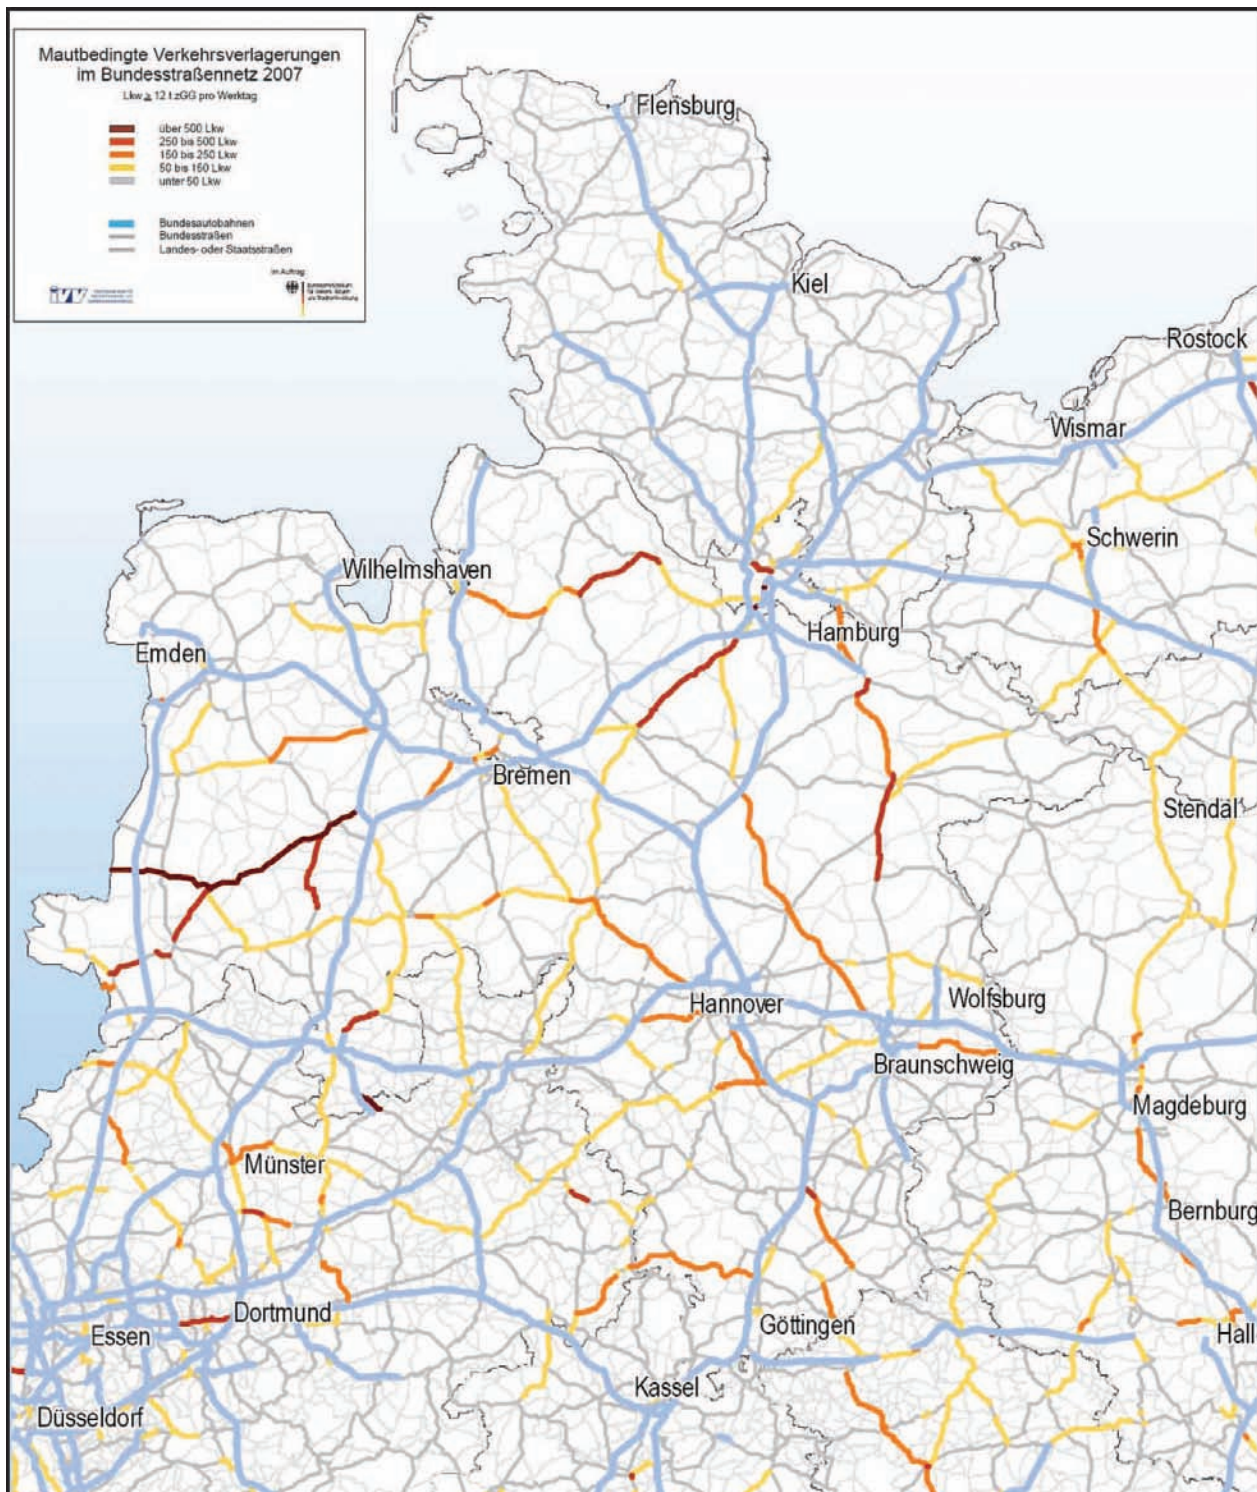 Mautbedingte Verkehrsverlagerungen
im Bundesstraßennetz 2007
Lkw ≥ 12 t zGG pro Werktag
über 500 Lkw
250 bis 500 Lkw
150 bis 250 Lkw
50 bis 150 Lkw
unter 50 Lkw
Bundesautobahnen
Bundesstraßen
Landes- oder Staatsstraßen
im Auftrag
ivv
Flensburg
Kiel
Rostock
Wismar
Schwerin
Wilhelmshaven
Hamburg
Emden
Bremen
Stendal
Wolfsburg
Hannover
Braunschweig
Magdeburg
Münster
Bernburg
Dortmund
Göttingen
Hall
Essen
Kassel
Düsseldorf